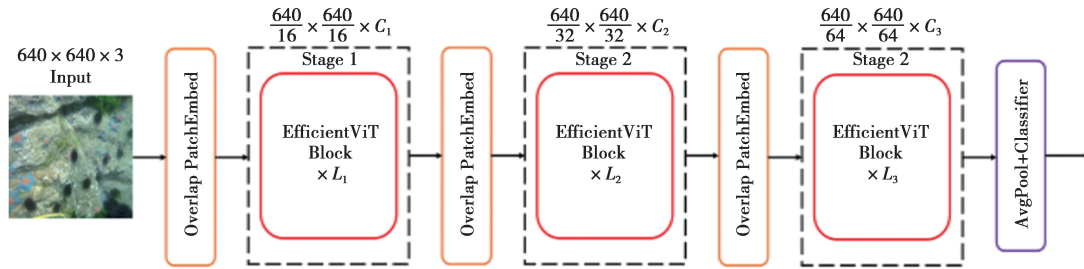 640 × 640 × 3
Input
Overlap PatchEmbed
640/16 × 640/16 × C₁
Stage 1
EfficientViT
Block
× L₁
Overlap PatchEmbed
640/32 × 640/32 × C₂
Stage 2
EfficientViT
Block
× L₂
Overlap PatchEmbed
640/64 × 640/64 × C₃
Stage 2
EfficientViT
Block
× L₃
AvgPool+Classifier